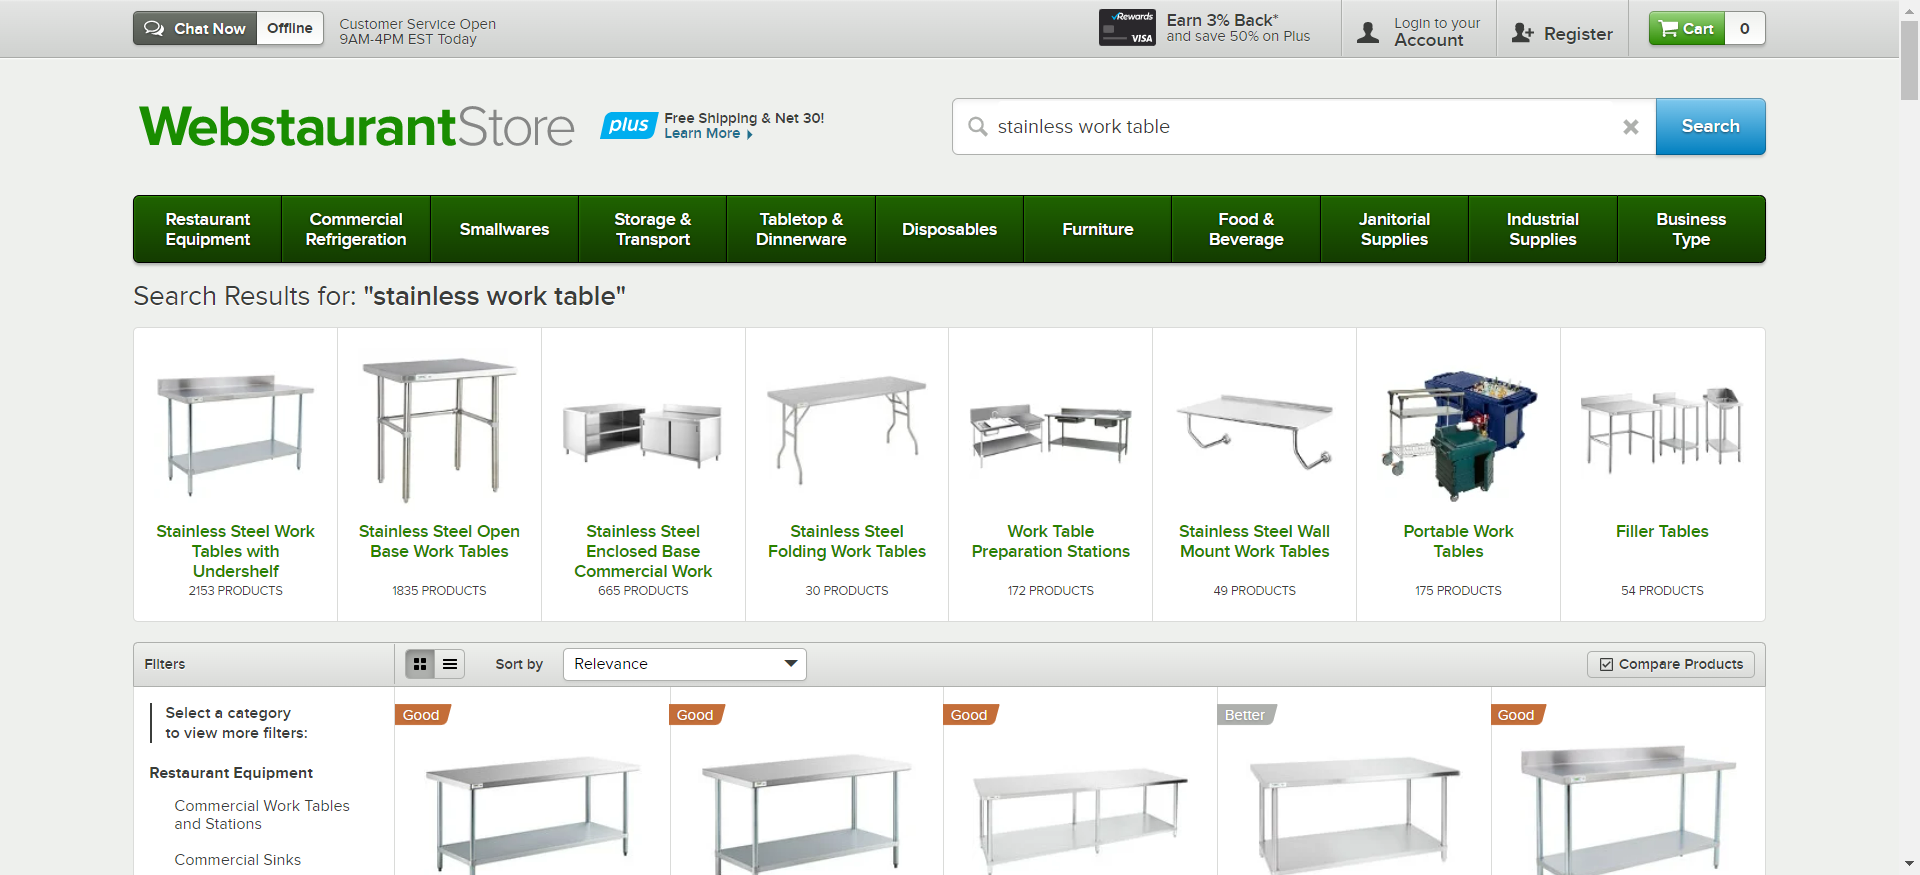 Chat Now Offline
Customer Service Open
9AM-4PM EST Today
Rewards
VISA
Earn 3% Back*
and save 50% on Plus
Login to your
Account
Register
Cart 0
WebstaurantStore
plus
Free Shipping & Net 30!
Learn More
stainless work table
Search
Restaurant
Equipment
Commercial
Refrigeration
Smallwares
Storage &
Transport
Tabletop &
Dinnerware
Disposables
Furniture
Food &
Beverage
Janitorial
Supplies
Industrial
Supplies
Business
Type
Search Results for: "stainless work table"
Stainless Steel Work
Tables with
Undershelf
2153 PRODUCTS
Stainless Steel Open
Base Work Tables
1835 PRODUCTS
Stainless Steel
Enclosed Base
Commercial Work
665 PRODUCTS
Stainless Steel
Folding Work Tables
30 PRODUCTS
Work Table
Preparation Stations
172 PRODUCTS
Stainless Steel Wall
Mount Work Tables
49 PRODUCTS
Portable Work
Tables
175 PRODUCTS
Filler Tables
54 PRODUCTS
Filters
Sort by
Relevance
Compare Products
Select a category
to view more filters:
Restaurant Equipment
Commercial Work Tables
and Stations
Commercial Sinks
Good
Good
Good
Better
Good